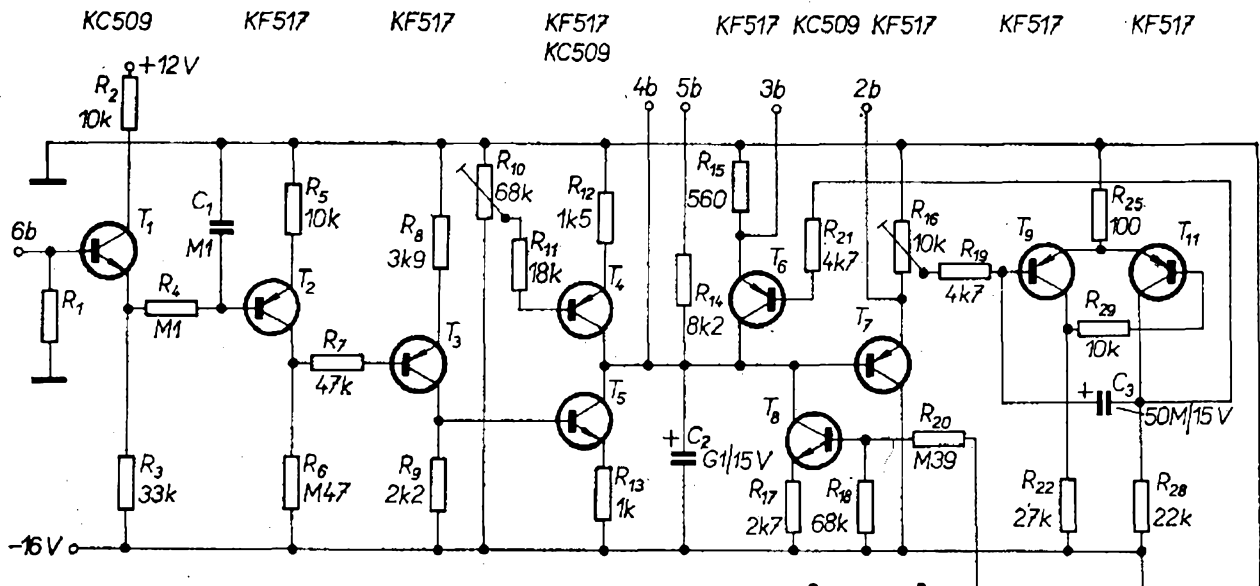 KC509 KF517 KF517 KF517 KF517 KC509 KF517 KF517 KF517
KC509
+12V
R2
10k
4b 5b 3b 2b
R5
10k
C1
M1
R8
3k9
R10
68k
R11
18k
R12
1k5
R15
560
R21
4k7
R16
10k
R25
100
6b
T1
R1
R4
M1
T2
R7
47k
T3
T4
R14
8k2
T6
T7
R19
4k7
T9
T11
R29
10k
T5
T8
+ C2
G1/15V
R20
M39
+ C3
50M/15V
R3
33k
R6
M47
R9
2k2
R13
1k
R17
2k7
R18
68k
R22
27k
R28
22k
-16V